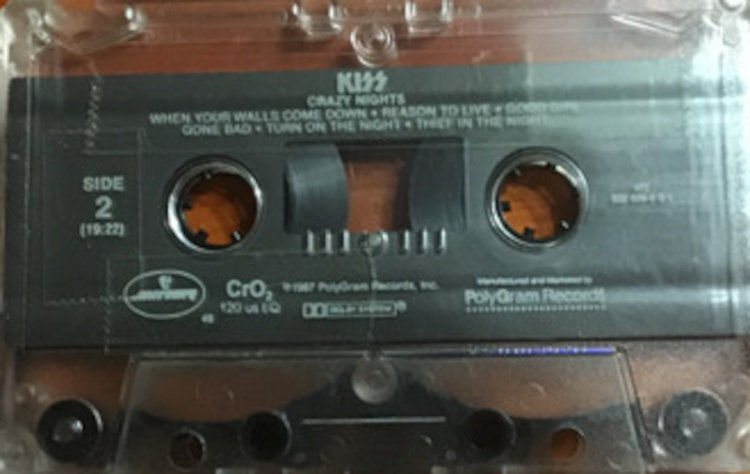 KISS
CRAZY NIGHTS
WHEN YOUR WALLS COME DOWN • REASON TO LIVE • GOOD GIRL
GONE BAD • TURN ON THE NIGHT • THIEF IN THE NIGHT
SIDE
2
(19:22)
mercury
CrO2
120 us EQ
℗1987 PolyGram Records, Inc.
DOLBY SYSTEM®
Manufactured and Marketed by
PolyGram Records